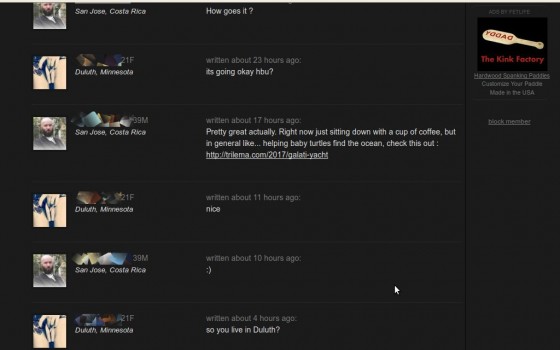 How goes it ?
San Jose, Costa Rica
21F
written about 23 hours ago:
Duluth, Minnesota
its going okay hbu?
39M
written about 17 hours ago:
San Jose, Costa Rica
Pretty great actually. Right now just sitting down with a cup of coffee, but
in general like... helping baby turtles find the ocean, check this out :
http://trilema.com/2017/galati-yacht
21F
written about 11 hours ago:
Duluth, Minnesota
nice
39M
written about 10 hours ago:
San Jose, Costa Rica
:)
21F
written about 4 hours ago:
Duluth, Minnesota
so you live in Duluth?
ADS BY FETLIFE
YDDAD
The Kink Factory
Hardwood Spanking Paddles
Customize Your Paddle
Made in the USA
block member